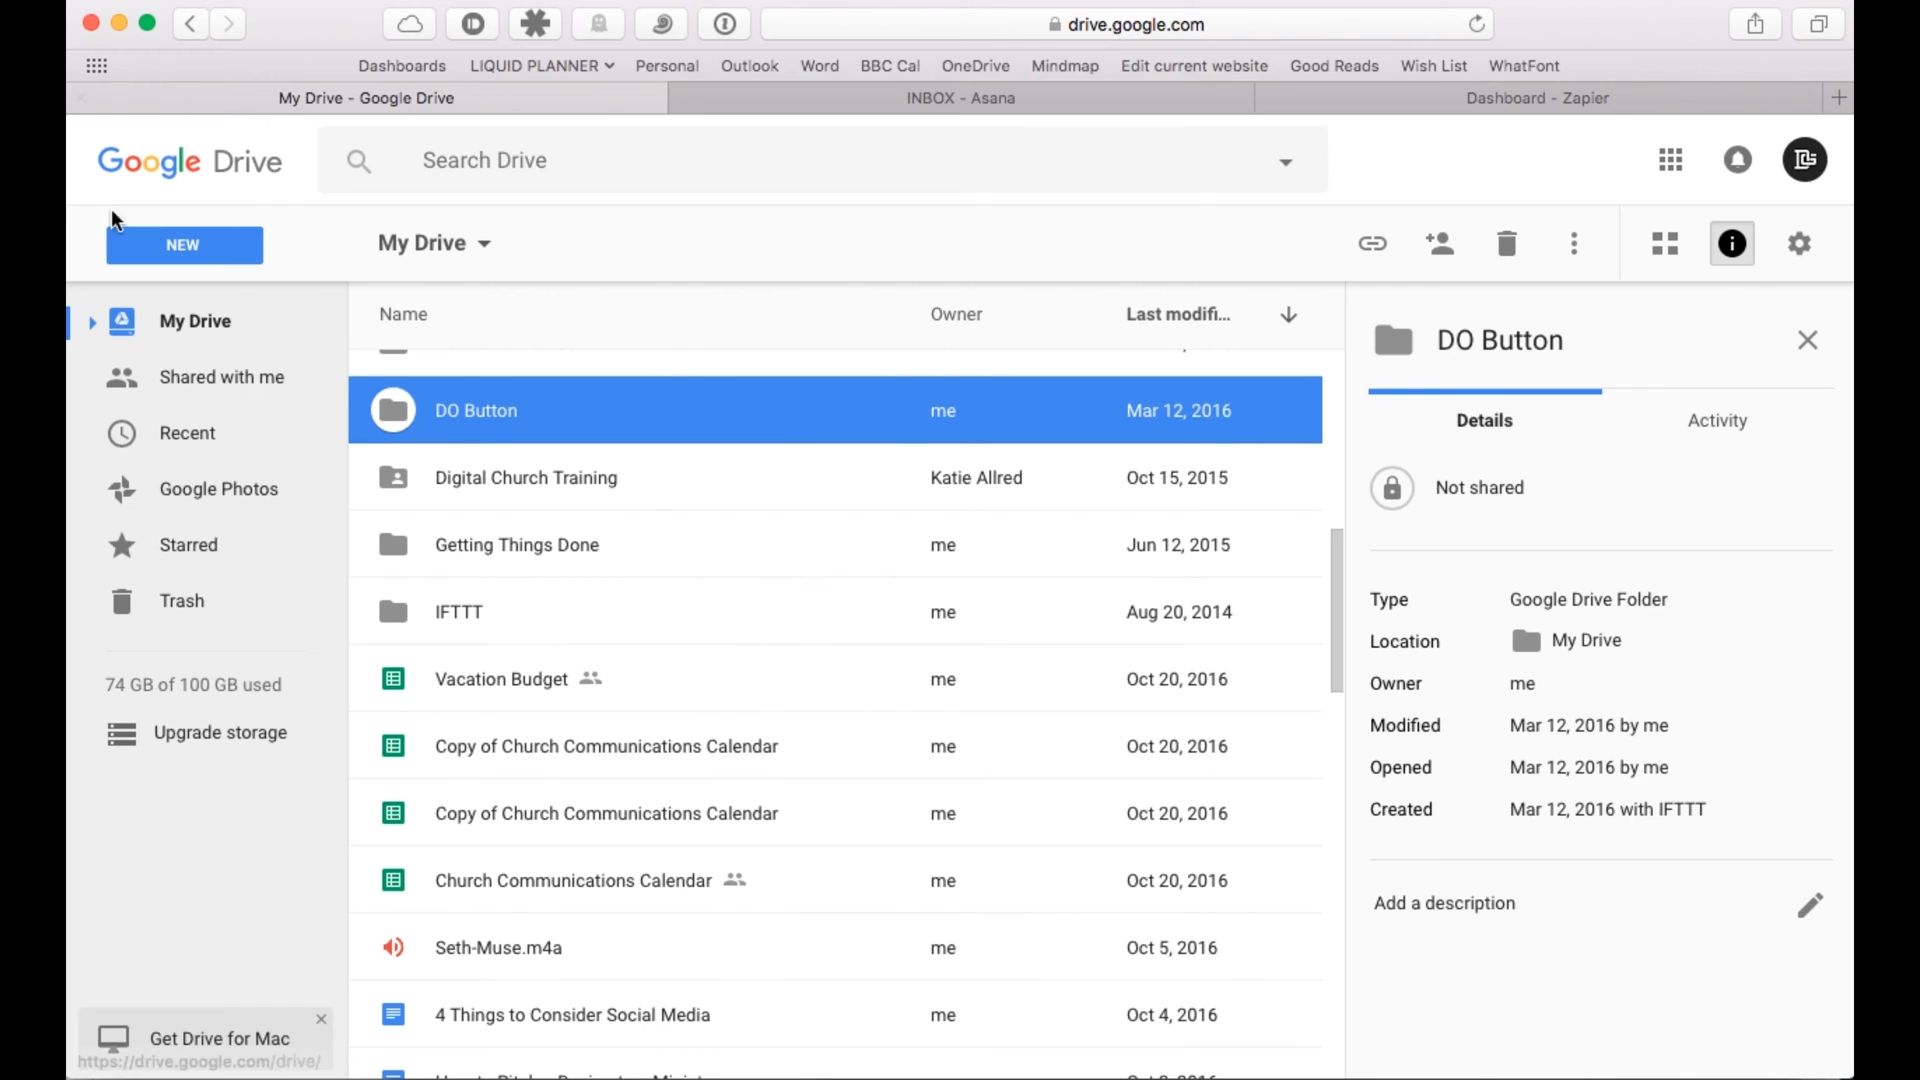 drive.google.com
Dashboards LIQUID PLANNER Personal Outlook Word BBC Cal OneDrive Mindmap Edit current website Good Reads Wish List WhatFont
My Drive - Google Drive INBOX - Asana Dashboard - Zapier
Google Drive Search Drive
NEW My Drive
My Drive
Shared with me
Recent
Google Photos
Starred
Trash
74 GB of 100 GB used
Upgrade storage
Get Drive for Mac
https://drive.google.com/drive/
Name Owner Last modifi...
DO Button me Mar 12, 2016
Digital Church Training Katie Allred Oct 15, 2015
Getting Things Done me Jun 12, 2015
IFTTT me Aug 20, 2014
Vacation Budget me Oct 20, 2016
Copy of Church Communications Calendar me Oct 20, 2016
Copy of Church Communications Calendar me Oct 20, 2016
Church Communications Calendar me Oct 20, 2016
Seth-Muse.m4a me Oct 5, 2016
4 Things to Consider Social Media me Oct 4, 2016
DO Button
Details Activity
Not shared
Type Google Drive Folder
Location My Drive
Owner me
Modified Mar 12, 2016 by me
Opened Mar 12, 2016 by me
Created Mar 12, 2016 with IFTTT
Add a description